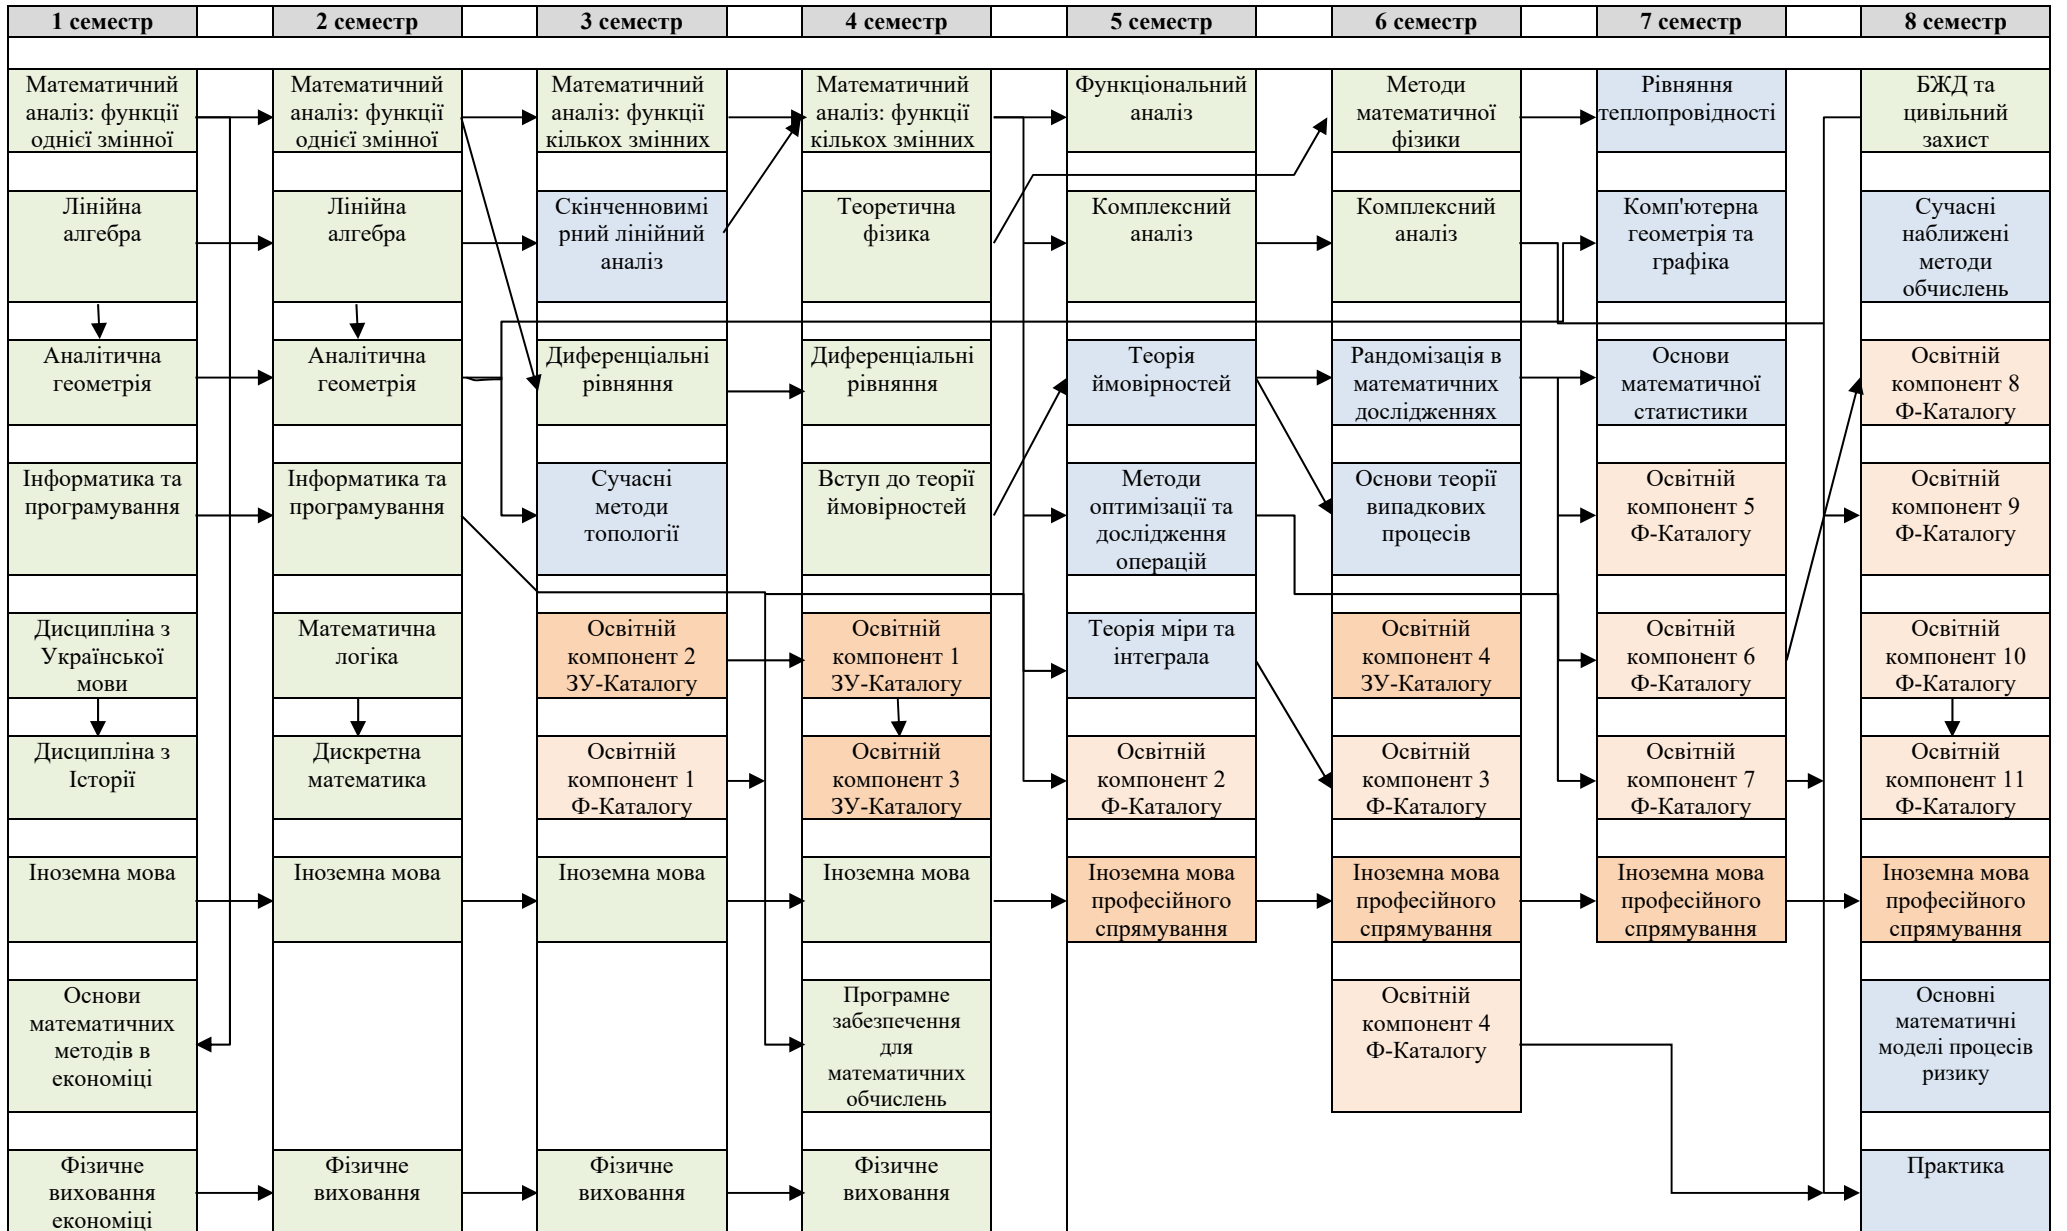 1 семестр
2 семестр
3 семестр
4 семестр
5 семестр
6 семестр
7 семестр
8 семестр
Математичний
аналіз: функції
однієї змінної
Математичний
аналіз: функції
однієї змінної
Математичний
аналіз: функції
кількох змінних
Математичний
аналіз: функції
кількох змінних
Функціональний
аналіз
Методи
математичної
фізики
Рівняння
теплопровідності
БЖД та
цивільний
захист
Лінійна
алгебра
Лінійна
алгебра
Скінченновимі
рний лінійний
аналіз
Теоретична
фізика
Комплексний
аналіз
Комплексний
аналіз
Комп'ютерна
геометрія та
графіка
Сучасні
наближені
методи
обчислень
Аналітична
геометрія
Аналітична
геометрія
Диференціальні
рівняння
Диференціальні
рівняння
Теорія
ймовірностей
Рандомізація в
математичних
дослідженнях
Основи
математичної
статистики
Освітній
компонент 8
Ф-Каталогу
Інформатика та
програмування
Інформатика та
програмування
Сучасні
методи
топології
Вступ до теорії
ймовірностей
Методи
оптимізації та
дослідження
операцій
Основи теорії
випадкових
процесів
Освітній
компонент 5
Ф-Каталогу
Освітній
компонент 9
Ф-Каталогу
Дисципліна з
Української
мови
Математична
логіка
Освітній
компонент 2
ЗУ-Каталогу
Освітній
компонент 1
ЗУ-Каталогу
Теорія міри та
інтеграла
Освітній
компонент 4
ЗУ-Каталогу
Освітній
компонент 6
Ф-Каталогу
Освітній
компонент 10
Ф-Каталогу
Дисципліна з
Історії
Дискретна
математика
Освітній
компонент 1
Ф-Каталогу
Освітній
компонент 3
ЗУ-Каталогу
Освітній
компонент 2
Ф-Каталогу
Освітній
компонент 3
Ф-Каталогу
Освітній
компонент 7
Ф-Каталогу
Освітній
компонент 11
Ф-Каталогу
Іноземна мова
Іноземна мова
Іноземна мова
Іноземна мова
Іноземна мова
професійного
спрямування
Іноземна мова
професійного
спрямування
Іноземна мова
професійного
спрямування
Іноземна мова
професійного
спрямування
Основи
математичних
методів в
економіці
Програмне
забезпечення
для
математичних
обчислень
Освітній
компонент 4
Ф-Каталогу
Основні
математичні
моделі процесів
ризику
Фізичне
виховання
економіці
Фізичне
виховання
Фізичне
виховання
Фізичне
виховання
Практика